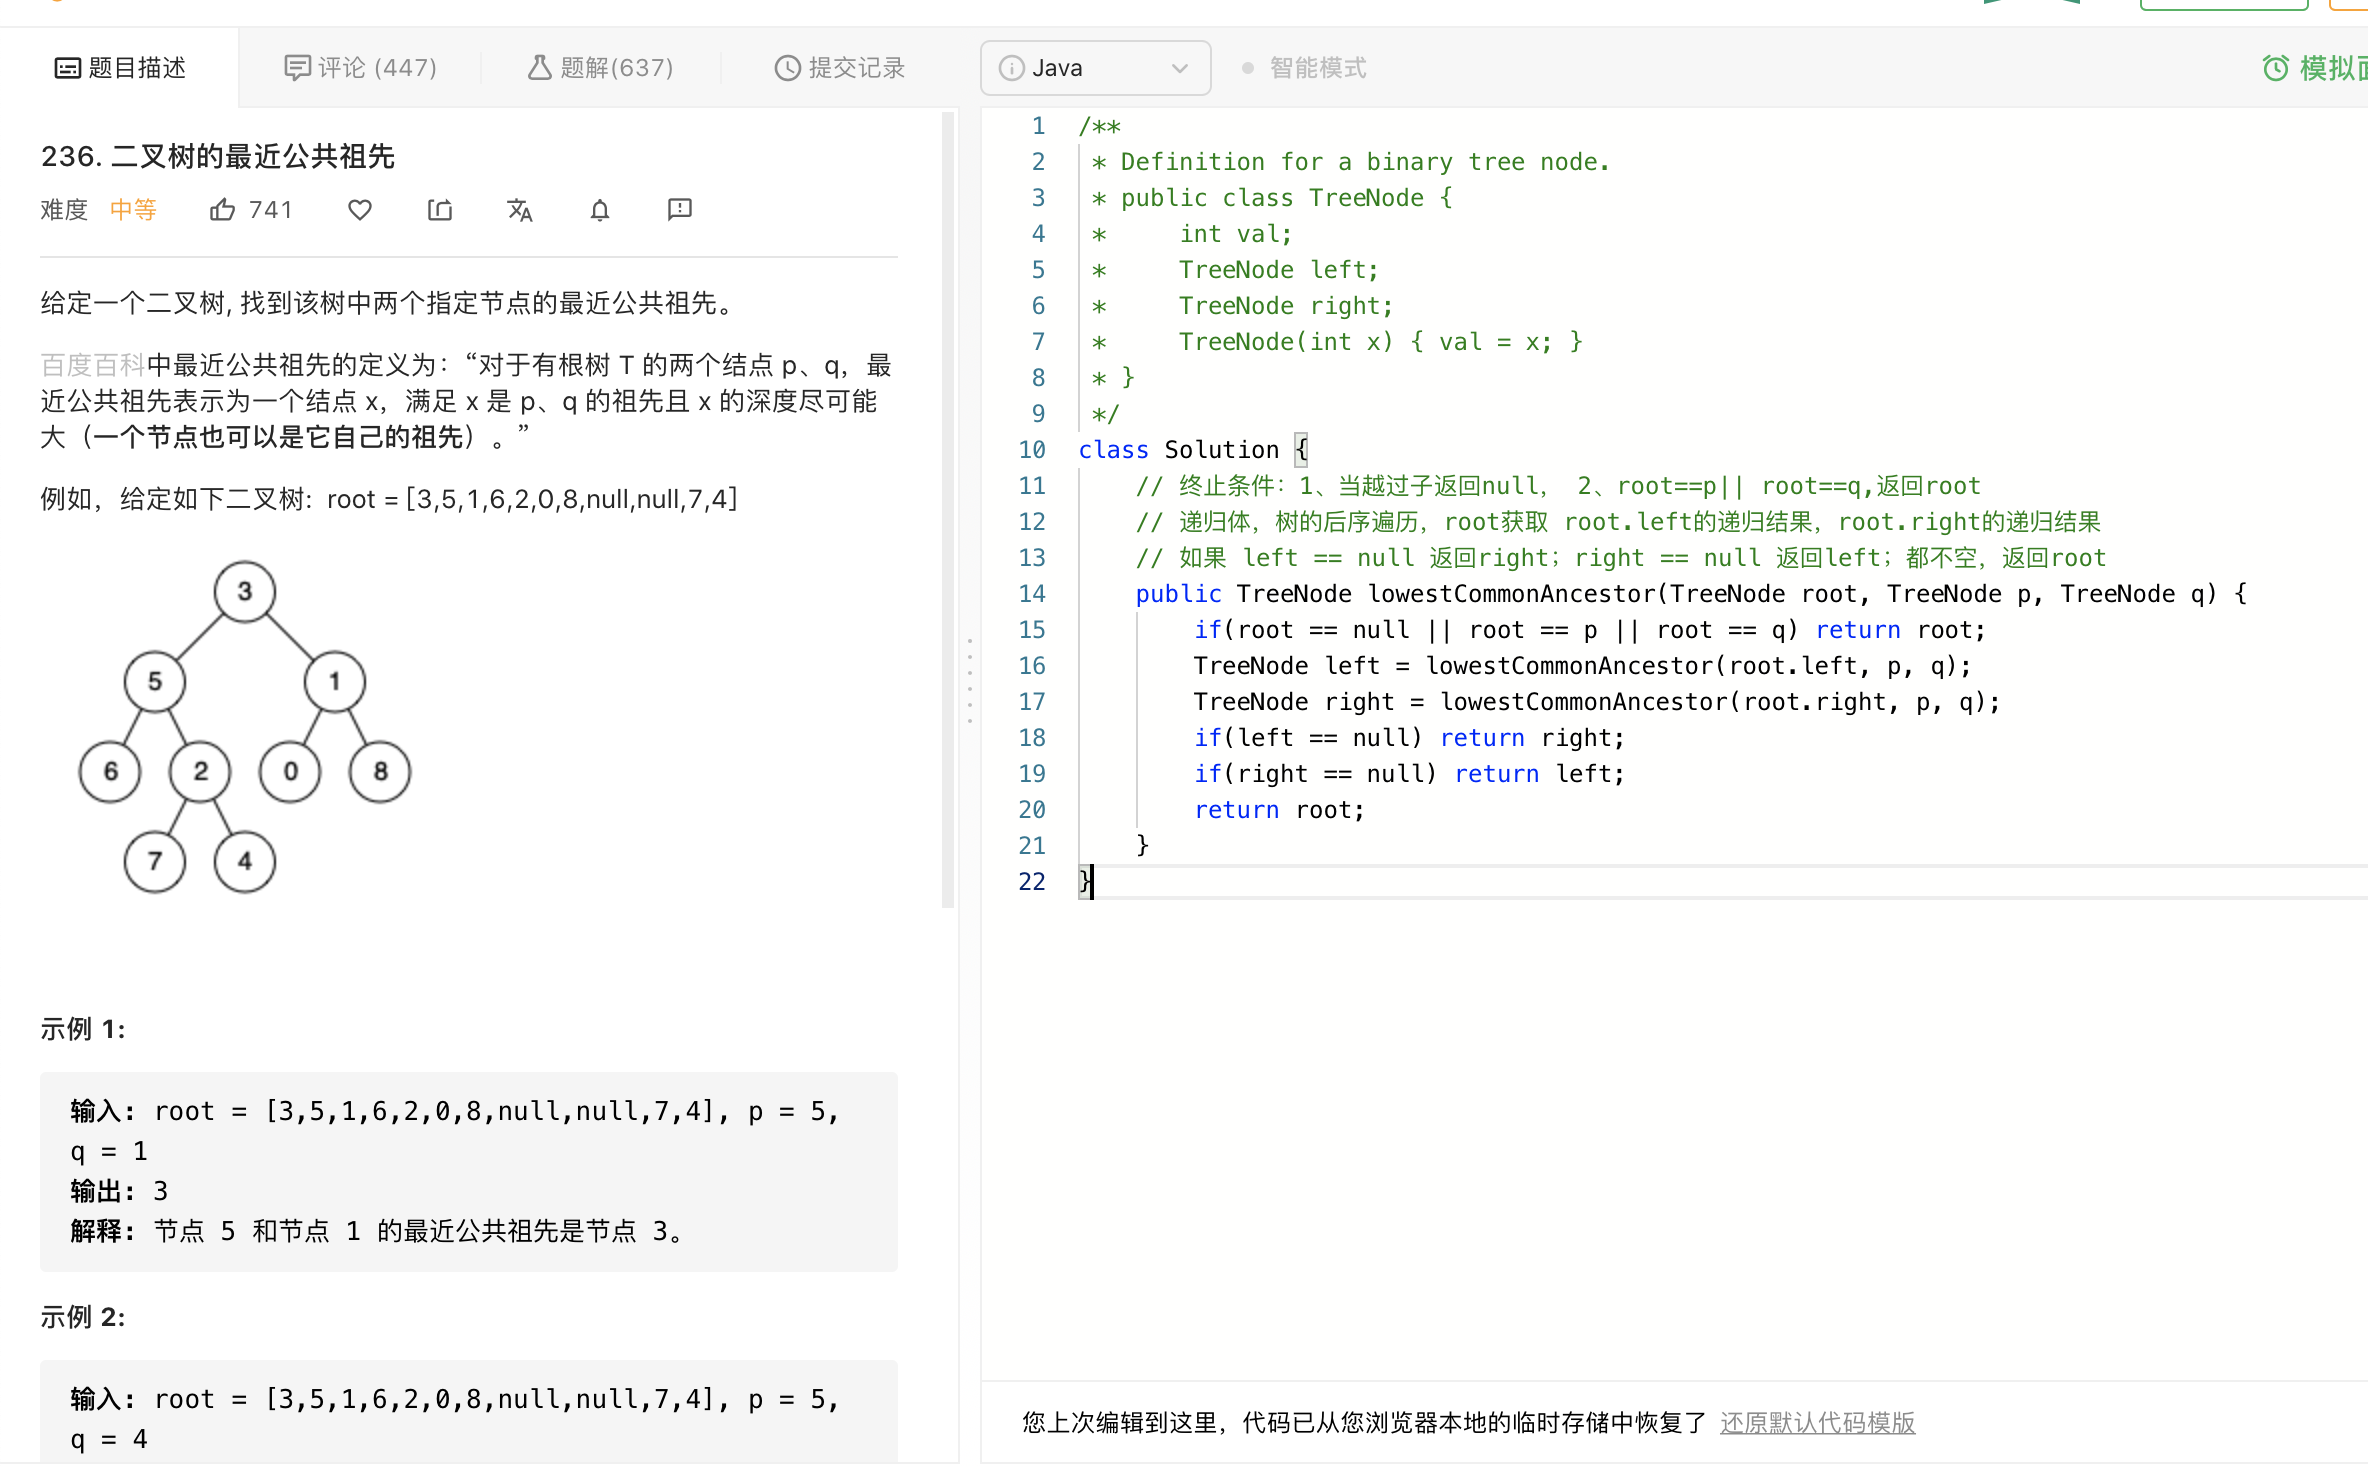 题目描述
评论 (447)
题解(637)
提交记录
Java
智能模式
236. 二叉树的最近公共祖先
难度 中等 741
给定一个二叉树, 找到该树中两个指定节点的最近公共祖先。
百度百科中最近公共祖先的定义为：“对于有根树 T 的两个结点 p、q，最
近公共祖先表示为一个结点 x，满足 x 是 p、q 的祖先且 x 的深度尽可能
大（一个节点也可以是它自己的祖先）。”
例如，给定如下二叉树: root = [3,5,1,6,2,0,8,null,null,7,4]
3
5 1
6 2 0 8
7 4
示例 1:
输入: root = [3,5,1,6,2,0,8,null,null,7,4], p = 5,
q = 1
输出: 3
解释: 节点 5 和节点 1 的最近公共祖先是节点 3。
示例 2:
输入: root = [3,5,1,6,2,0,8,null,null,7,4], p = 5,
q = 4
1 /**
2 * Definition for a binary tree node.
3 * public class TreeNode {
4 * int val;
5 * TreeNode left;
6 * TreeNode right;
7 * TreeNode(int x) { val = x; }
8 * }
9 */
10 class Solution {
11 // 终止条件: 1、当越过子返回null， 2、root==p|| root==q,返回root
12 // 递归体，树的后序遍历，root获取 root.left的递归结果，root.right的递归结果
13 // 如果 left == null 返回right；right == null 返回left；都不空，返回root
14 public TreeNode lowestCommonAncestor(TreeNode root, TreeNode p, TreeNode q) {
15 if(root == null || root == p || root == q) return root;
16 TreeNode left = lowestCommonAncestor(root.left, p, q);
17 TreeNode right = lowestCommonAncestor(root.right, p, q);
18 if(left == null) return right;
19 if(right == null) return left;
20 return root;
21 }
22 }
您上次编辑到这里，代码已从您浏览器本地的临时存储中恢复了 还原默认代码模版